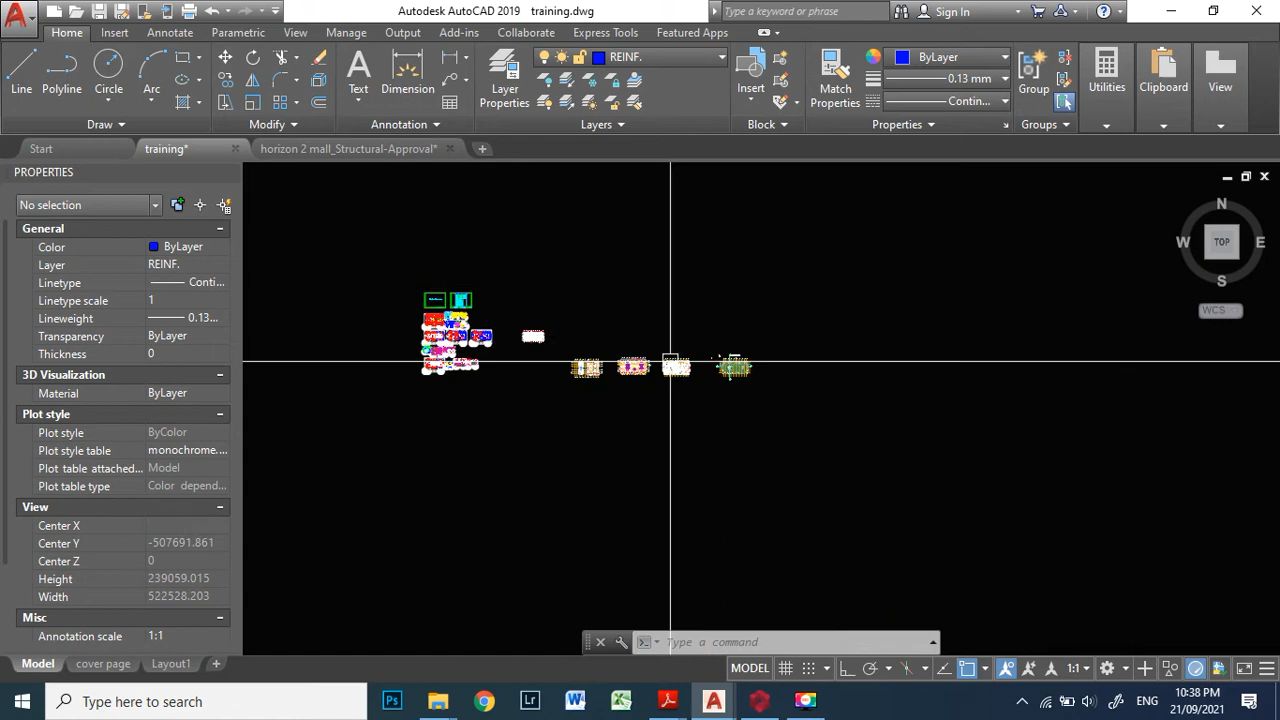 Autodesk AutoCAD 2019 training.dwg
Type a keyword or phrase
Sign In
Home Insert Annotate Parametric View Manage Output Add-ins Collaborate Express Tools Featured Apps
Line Polyline Circle Arc
Text Dimension
Layer
Properties
REINF.
Insert
Match
Properties
ByLayer
0.13 mm
Contin...
Group
Utilities
Clipboard
View
Draw Modify Annotation Layers Block Properties Groups
Start training* horizon 2 mall_Structural-Approval*
PROPERTIES
No selection
General
Color ByLayer
Layer REINF.
Linetype Conti...
Linetype scale 1
Lineweight 0.13...
Transparency ByLayer
Thickness 0
3D Visualization
Material ByLayer
Plot style
Plot style ByColor
Plot style table monochrome....
Plot table attached... Model
Plot table type Color depend...
View
Center X
Center Y -507691.861
Center Z 0
Height 239059.015
Width 522528.203
Misc
Annotation scale 1:1
N
W TOP E
S
WCS
Type a command
Model cover page Layout1
MODEL 1:1
Type here to search
Ps Lr
ENG
10:38 PM
21/09/2021